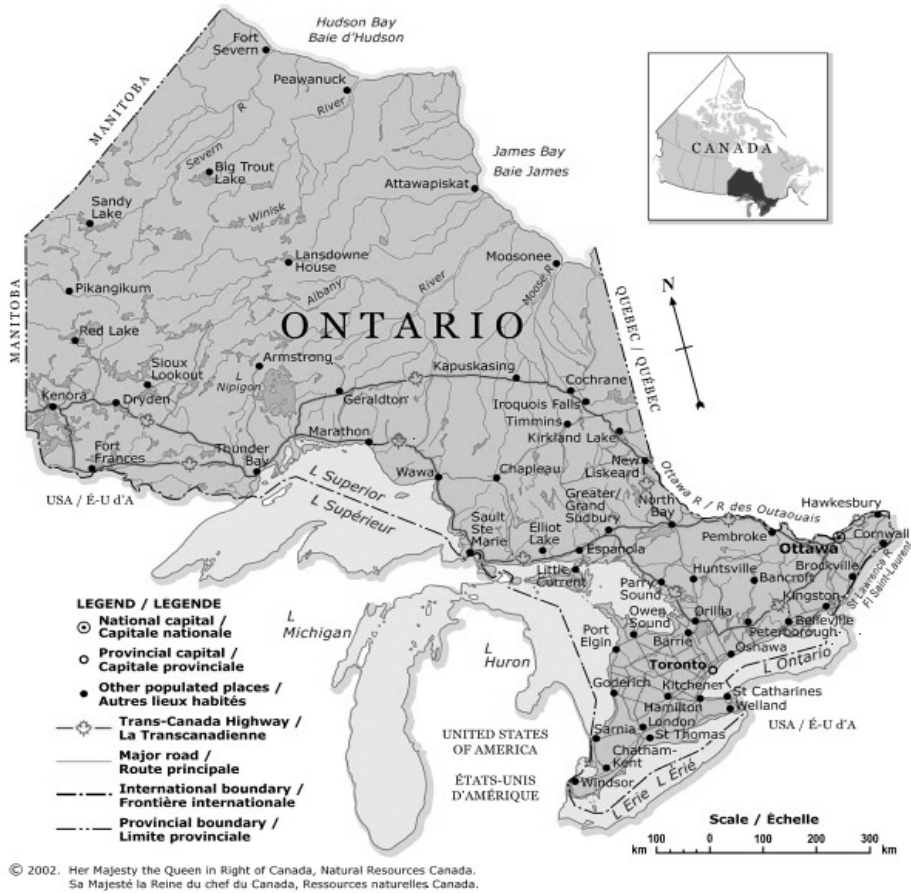 Hudson Bay
Baie d'Hudson
Fort
Severn
Peawanuck
River
MANITOBA
R
Severn
Big Trout
Lake
James Bay
Baie James
Attawapiskat
CANADA
Sandy
Lake
Winisk
Lansdowne
House
Moosonee
River
Albany
Moose R
Pikangikum
MANITOBA
N
QUEBEC / QUÉBEC
ONTARIO
Red Lake
Sioux
Lookout
Armstrong
L
Nipigon
Kapuskasing
Cochrane
Kenora
Dryden
Geraldton
Iroquois Falls
Timmins
Kirkland Lake
Marathon
Fort
Frances
Thunder
Bay
Wawa
Chapleau
New
Liskeard
USA / É-U d'A
L Superior
L Supérieur
Greater/
Grand
Sudbury
North
Bay
Ottawa R / R des Outaouais
Hawkesbury
Sault
Ste
Marie
Elliot
Lake
Espanola
Pembroke
Ottawa
Cornwall
Little
Current
Parry
Sound
Huntsville
Bancroft
Brockville
Kingston
St Lawrence R
Fl Saint-Laurent
Owen
Sound
Orillia
Belleville
Peterborough
Port
Elgin
Barrie
Oshawa
L
Michigan
L
Huron
Toronto
L Ontario
Goderich
Kitchener
St Catharines
Welland
Hamilton
London
St Thomas
Sarnia
USA / É-U d'A
UNITED STATES
OF AMERICA
ÉTATS-UNIS
D'AMÉRIQUE
Chatham-
Kent
Windsor
L Erie L Érié
LEGEND / LEGENDE
National capital /
Capitale nationale
Provincial capital /
Capitale provinciale
Other populated places /
Autres lieux habités
Trans-Canada Highway /
La Transcanadienne
Major road /
Route principale
International boundary /
Frontière internationale
Provincial boundary /
Limite provinciale
Scale / Échelle
100 0 100 200 300
km km
© 2002. Her Majesty the Queen in Right of Canada, Natural Resources Canada.
Sa Majesté la Reine du chef du Canada, Ressources naturelles Canada.